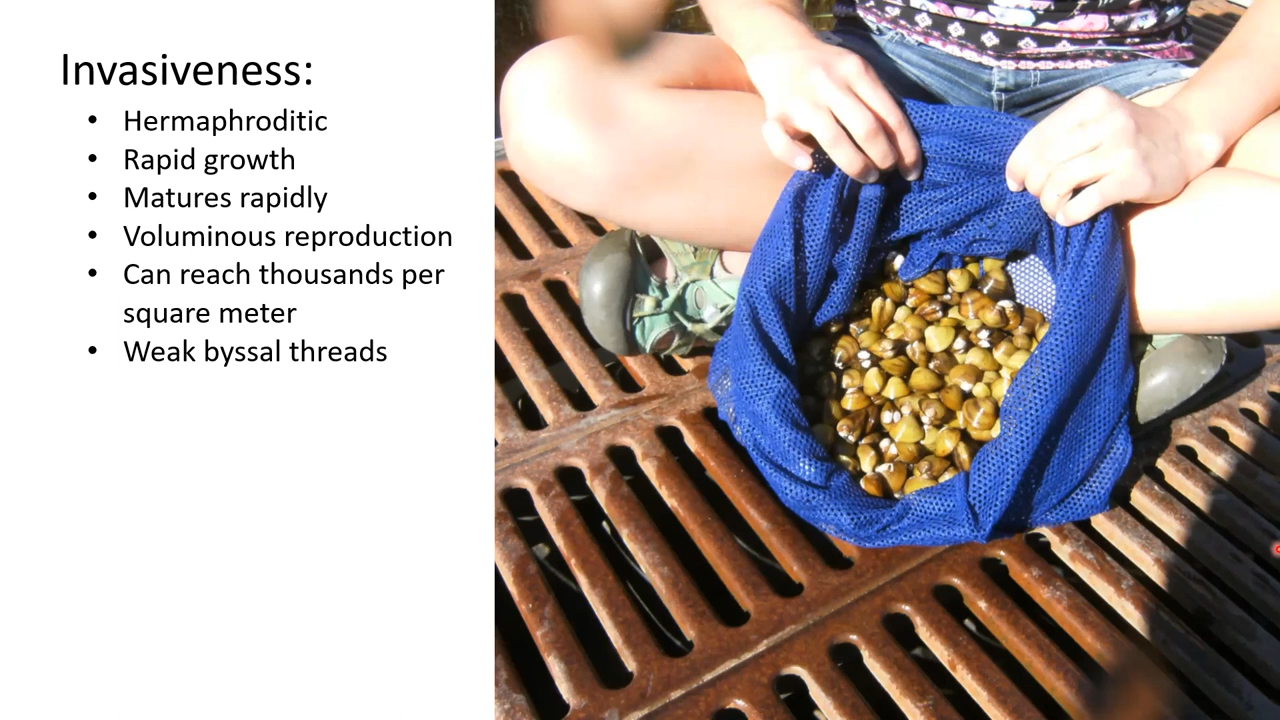 Invasiveness:
• Hermaphroditic
• Rapid growth
• Matures rapidly
• Voluminous reproduction
• Can reach thousands per
square meter
• Weak byssal threads